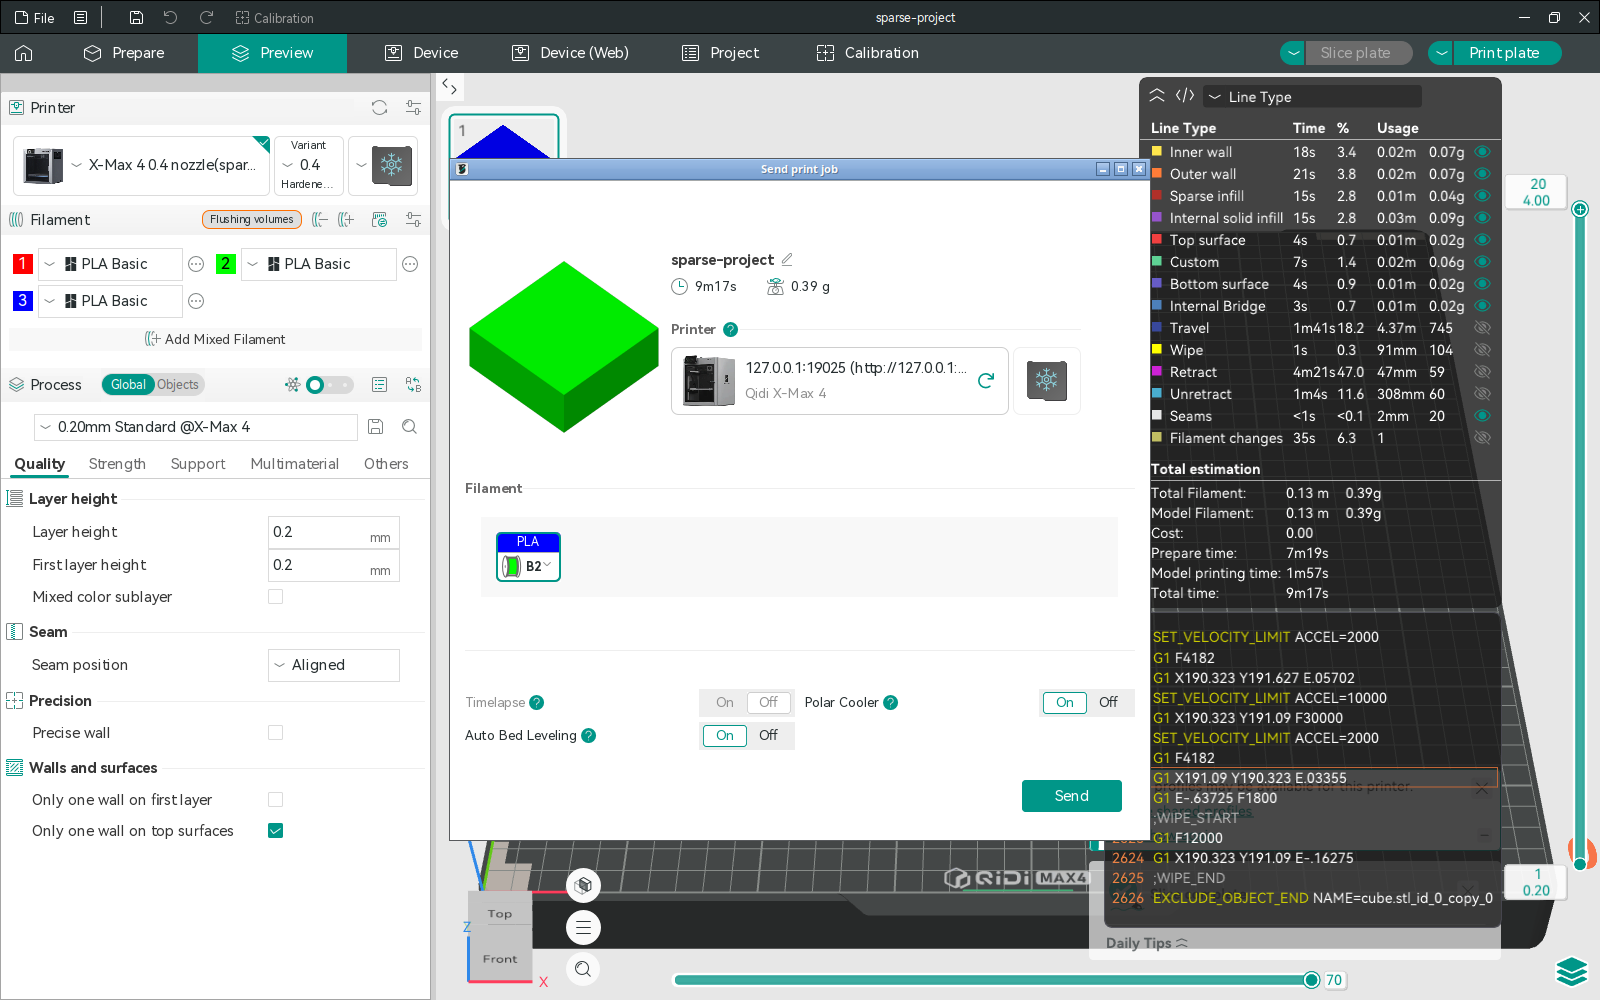 File
Calibration
sparse-project
Prepare
Preview
Device
Device (Web)
Project
Calibration
Slice plate
Print plate
Printer
X-Max 4 0.4 nozzle(spar...
Variant
0.4
Hardene...
Filament
Flushing volumes
1 PLA Basic
2 PLA Basic
3 PLA Basic
Add Mixed Filament
Process
Global Objects
0.20mm Standard @X-Max 4
Quality Strength Support Multimaterial Others
Layer height
Layer height 0.2 mm
First layer height 0.2 mm
Mixed color sublayer
Seam
Seam position Aligned
Precision
Precise wall
Walls and surfaces
Only one wall on first layer
Only one wall on top surfaces
1
Send print job
sparse-project
9m17s 0.39 g
Printer
127.0.0.1:19025 (http://127.0.0.1:...
Qidi X-Max 4
Filament
PLA
B2
Timelapse On Off
Polar Cooler On Off
Auto Bed Leveling On Off
Send
Line Type
Line Type Time % Usage
Inner wall 18s 3.4 0.02m 0.07g
Outer wall 21s 3.8 0.02m 0.07g
Sparse infill 15s 2.8 0.01m 0.04g
Internal solid infill 15s 2.8 0.03m 0.09g
Top surface 4s 0.7 0.01m 0.02g
Custom 7s 1.4 0.02m 0.06g
Bottom surface 4s 0.9 0.01m 0.02g
Internal Bridge 3s 0.7 0.01m 0.02g
Travel 1m41s 18.2 4.37m 745
Wipe 1s 0.3 91mm 104
Retract 4m21s 47.0 47mm 59
Unretract 1m4s 11.6 308mm 60
Seams <1s <0.1 2mm 20
Filament changes 35s 6.3 1
Total estimation
Total Filament: 0.13 m 0.39g
Model Filament: 0.13 m 0.39g
Cost: 0.00
Prepare time: 7m19s
Model printing time: 1m57s
Total time: 9m17s
SET_VELOCITY_LIMIT ACCEL=2000
G1 F4182
G1 X190.323 Y191.627 E.05702
SET_VELOCITY_LIMIT ACCEL=10000
G1 X190.323 Y191.09 F30000
SET_VELOCITY_LIMIT ACCEL=2000
G1 F4182
G1 X191.09 Y190.323 E.03355
profiles may be available for this printer.
G1 E-.63725 F1800
shared profiles
;WIPE_START
G1 F12000
2624 G1 X190.323 Y191.09 E-.16275
2625 ;WIPE_END
2626 EXCLUDE_OBJECT_END NAME=cube.stl_id_0_copy_0
Daily Tips
20
4.00
1
0.20
QIDI MAX4
Top
Front
Z
X
70